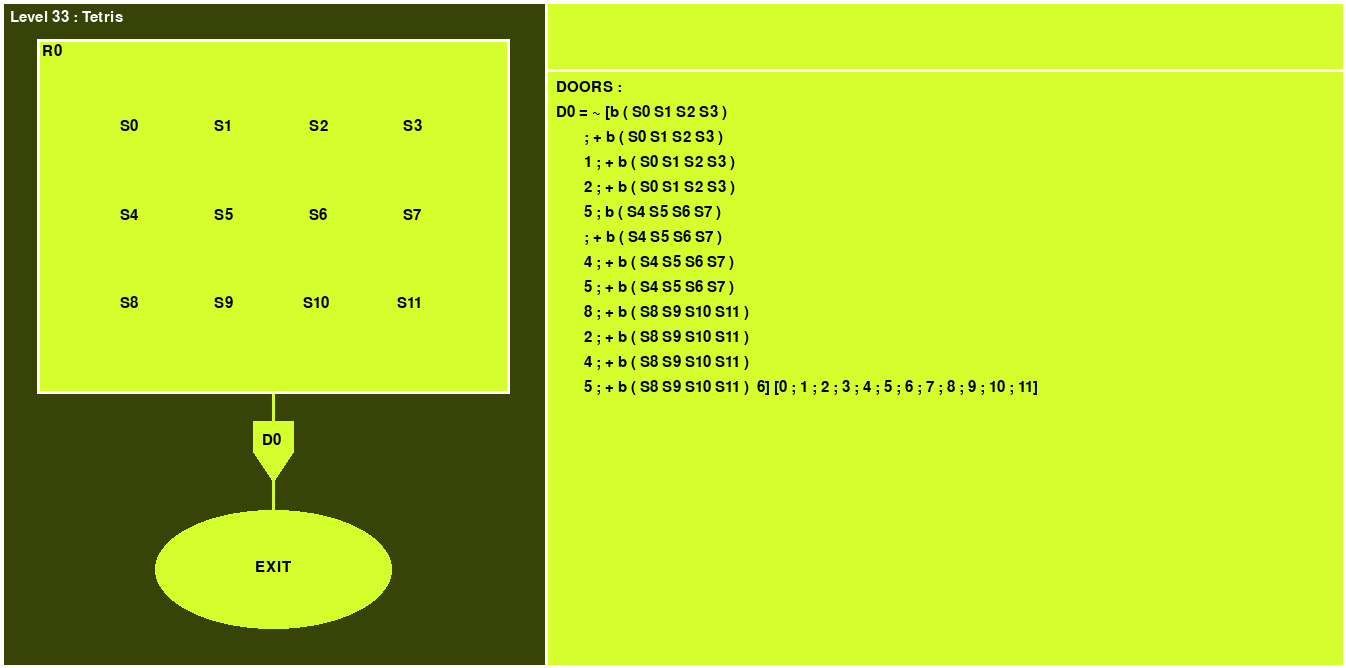 Level 33 : Tetris
R0
S0 S1 S2 S3
S4 S5 S6 S7
S8 S9 S10 S11
D0
EXIT
DOORS :
D0 = ~ [b ( S0 S1 S2 S3 )
; + b ( S0 S1 S2 S3 )
1 ; + b ( S0 S1 S2 S3 )
2 ; + b ( S0 S1 S2 S3 )
5 ; b ( S4 S5 S6 S7 )
; + b ( S4 S5 S6 S7 )
4 ; + b ( S4 S5 S6 S7 )
5 ; + b ( S4 S5 S6 S7 )
8 ; + b ( S8 S9 S10 S11 )
2 ; + b ( S8 S9 S10 S11 )
4 ; + b ( S8 S9 S10 S11 )
5 ; + b ( S8 S9 S10 S11 ) 6] [0 ; 1 ; 2 ; 3 ; 4 ; 5 ; 6 ; 7 ; 8 ; 9 ; 10 ; 11]